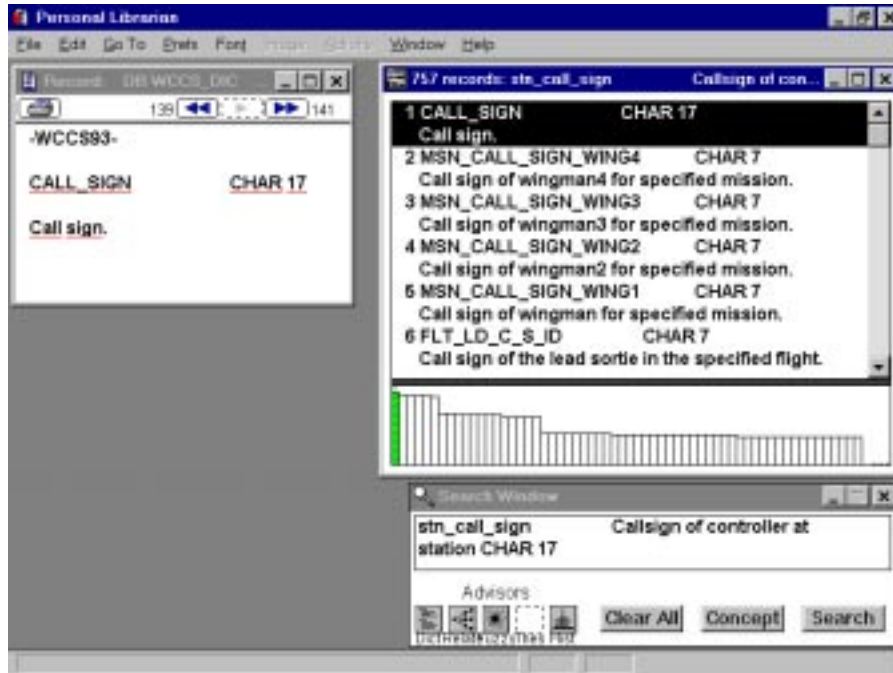 Personal Librarian
File Edit Go To Prefs Font Window Help
Record: DB:WCCS_DIC
139 141
-WCCS93-
CALL_SIGN CHAR 17
Call sign.
757 records: stn_call_sign Callsign of con...
1 CALL_SIGN CHAR 17
Call sign.
2 MSN_CALL_SIGN_WING4 CHAR 7
Call sign of wingman4 for specified mission.
3 MSN_CALL_SIGN_WING3 CHAR 7
Call sign of wingman3 for specified mission.
4 MSN_CALL_SIGN_WING2 CHAR 7
Call sign of wingman2 for specified mission.
5 MSN_CALL_SIGN_WING1 CHAR 7
Call sign of wingman for specified mission.
6 FLT_LD_C_S_ID CHAR 7
Call sign of the lead sortie in the specified flight.
Search Window
stn_call_sign Callsign of controller at
station CHAR 17
Advisors
Clear All Concept Search